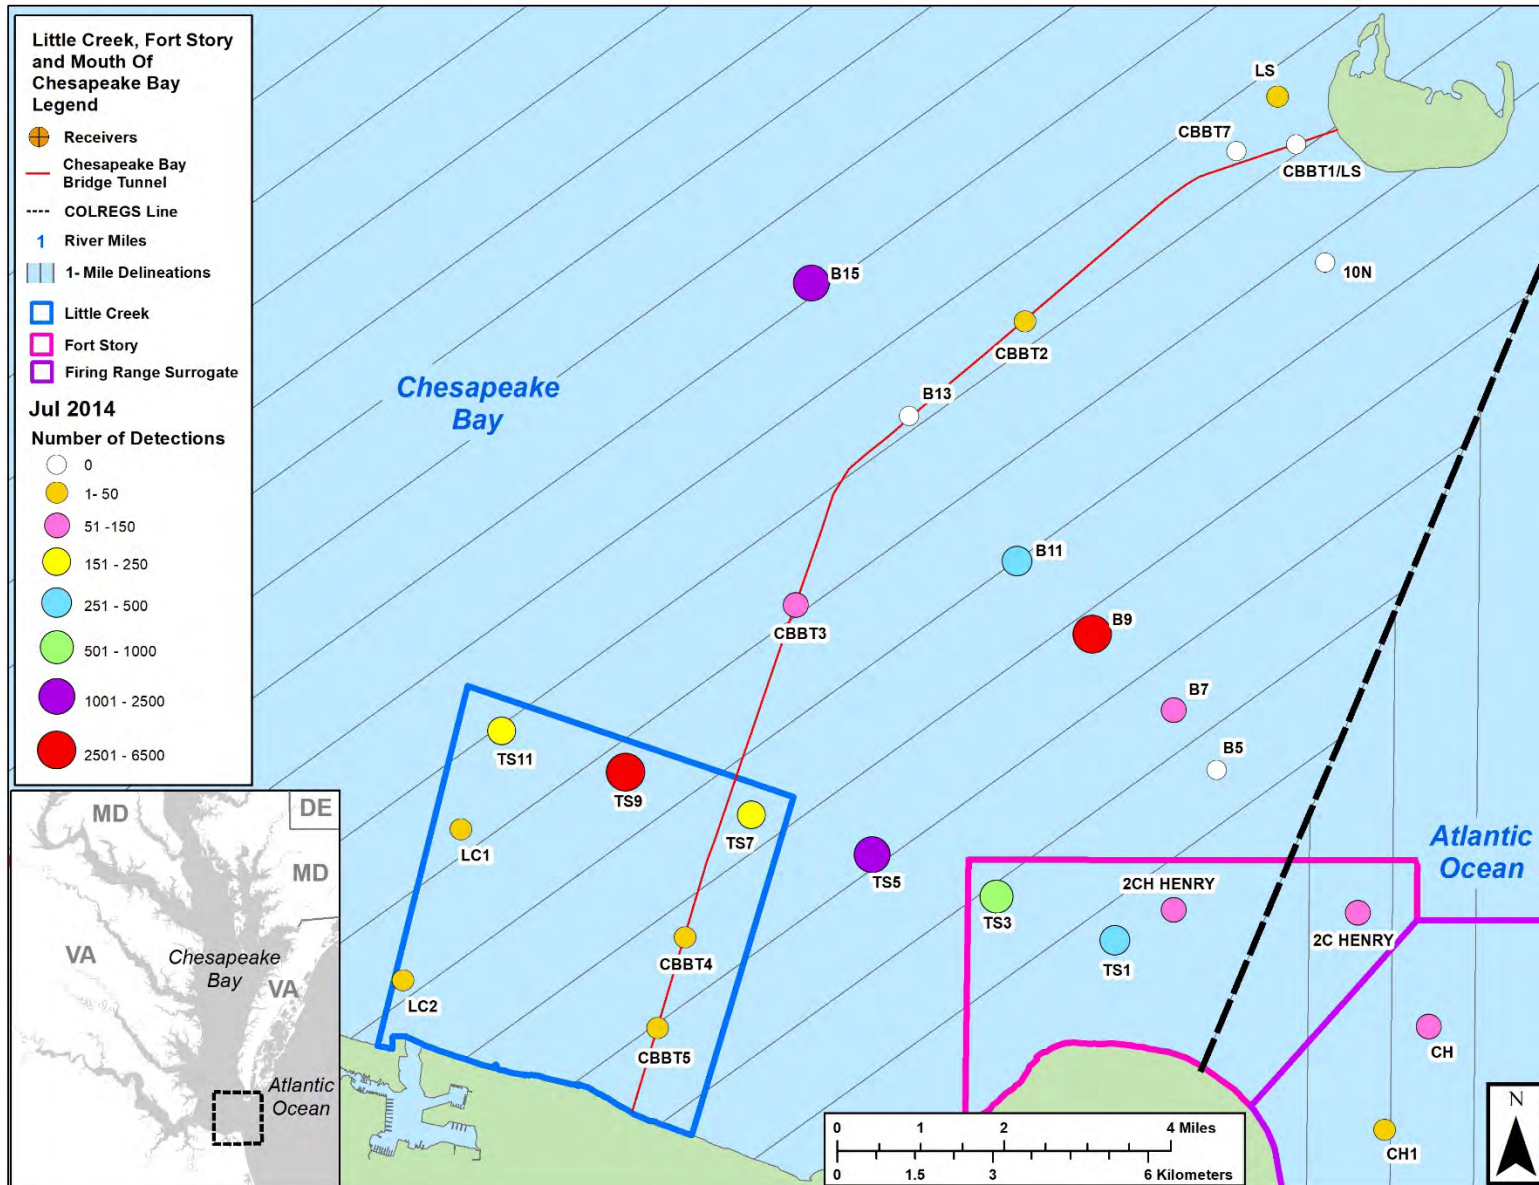 Little Creek, Fort Story
and Mouth Of
Chesapeake Bay
Legend
Receivers
Chesapeake Bay
Bridge Tunnel
COLREGS Line
1 River Miles
1- Mile Delineations
Little Creek
Fort Story
Firing Range Surrogate
Jul 2014
Number of Detections
0
1- 50
51 -150
151 - 250
251 - 500
501 - 1000
1001 - 2500
2501 - 6500
LS
CBBT7
CBBT1/LS
10N
B15
CBBT2
Chesapeake
Bay
B13
B11
CBBT3
B9
B7
B5
TS11
TS9
TS7
LC1
TS5
Atlantic
Ocean
2CH HENRY
TS3
2C HENRY
TS1
CBBT4
LC2
CBBT5
CH
CH1
MD
DE
MD
VA
Chesapeake
Bay
VA
Atlantic
Ocean
0 1 2 4 Miles
0 1.5 3 6 Kilometers
N